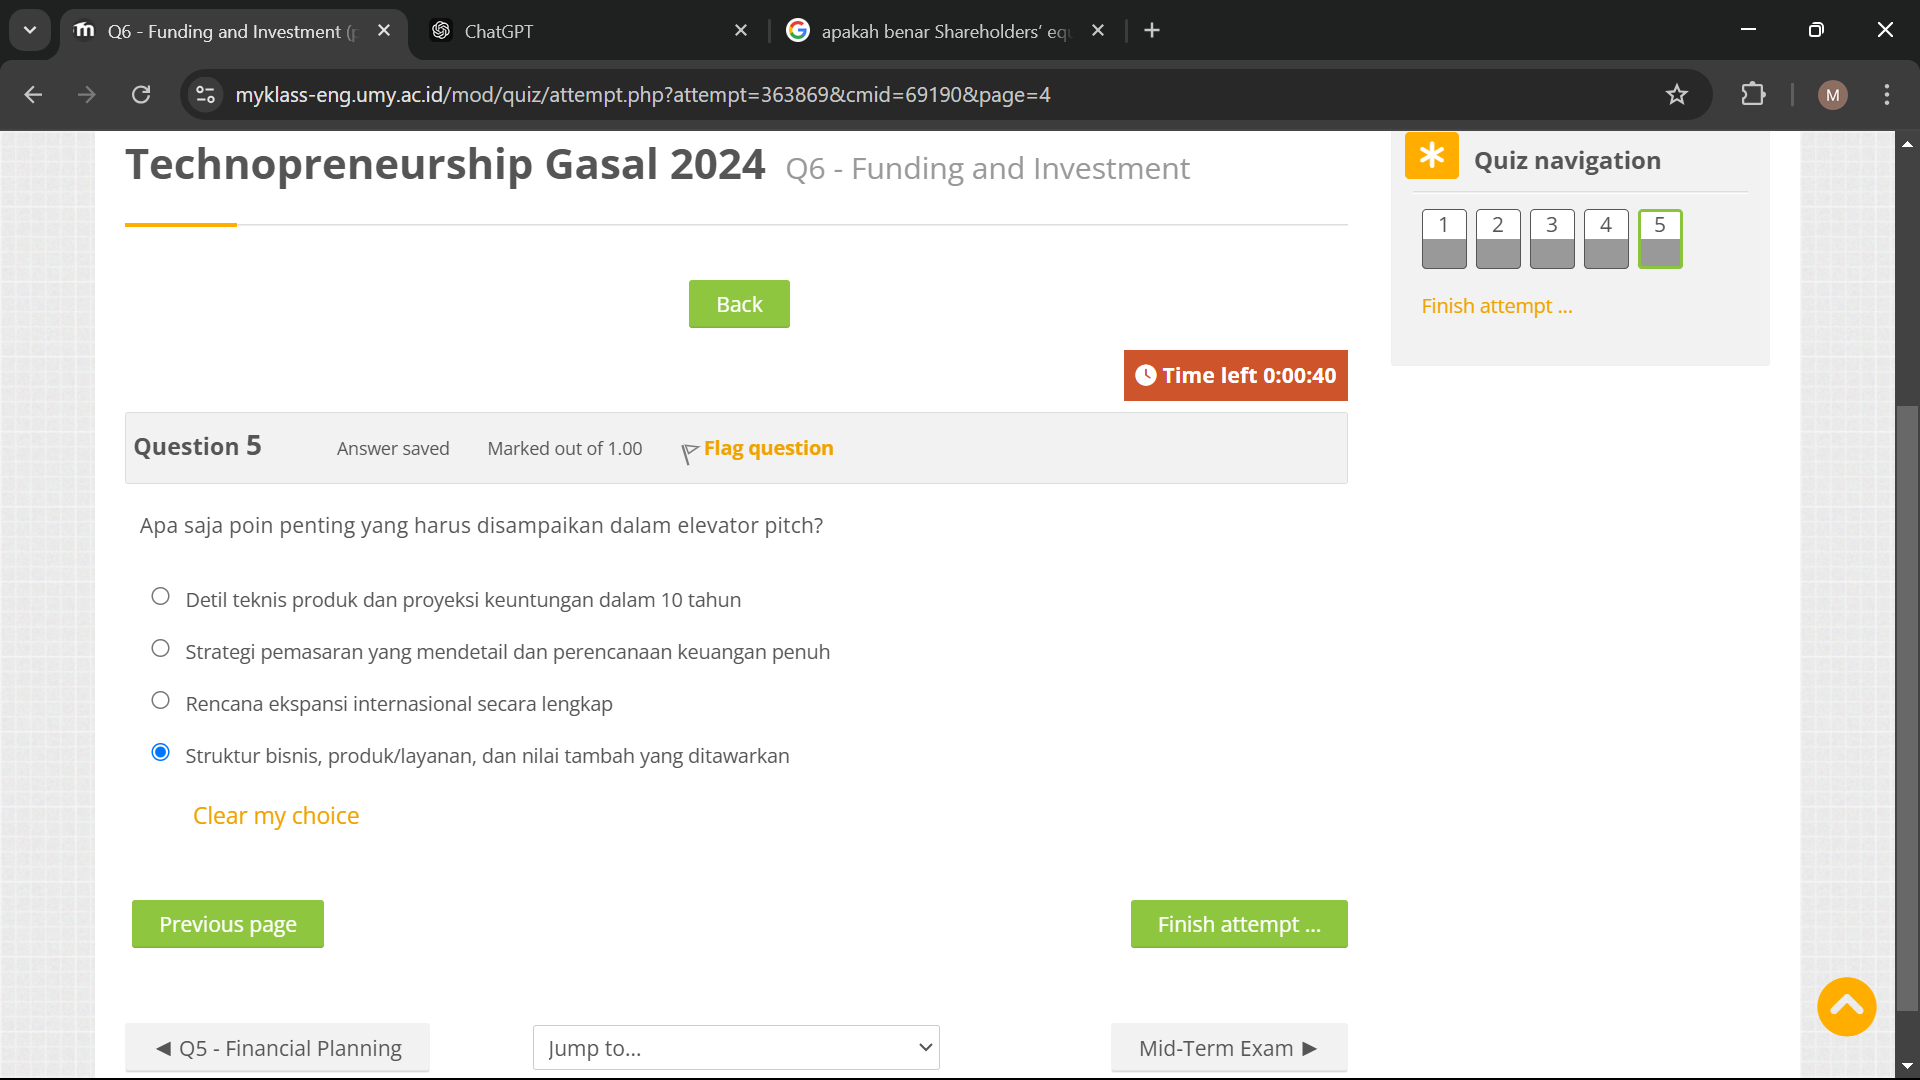 Q6 - Funding and Investment (p
ChatGPT
apakah benar Shareholders' equ
myklass-eng.umy.ac.id/mod/quiz/attempt.php?attempt=363869&cmid=69190&page=4
M
Technopreneurship Gasal 2024 Q6 - Funding and Investment
Back
Time left 0:00:40
Question 5 Answer saved Marked out of 1.00 Flag question
Apa saja poin penting yang harus disampaikan dalam elevator pitch?
Detil teknis produk dan proyeksi keuntungan dalam 10 tahun
Strategi pemasaran yang mendetail dan perencanaan keuangan penuh
Rencana ekspansi internasional secara lengkap
Struktur bisnis, produk/layanan, dan nilai tambah yang ditawarkan
Clear my choice
Previous page
Finish attempt ...
◀ Q5 - Financial Planning
Jump to...
Mid-Term Exam ▶
Quiz navigation
1 2 3 4 5
Finish attempt ...